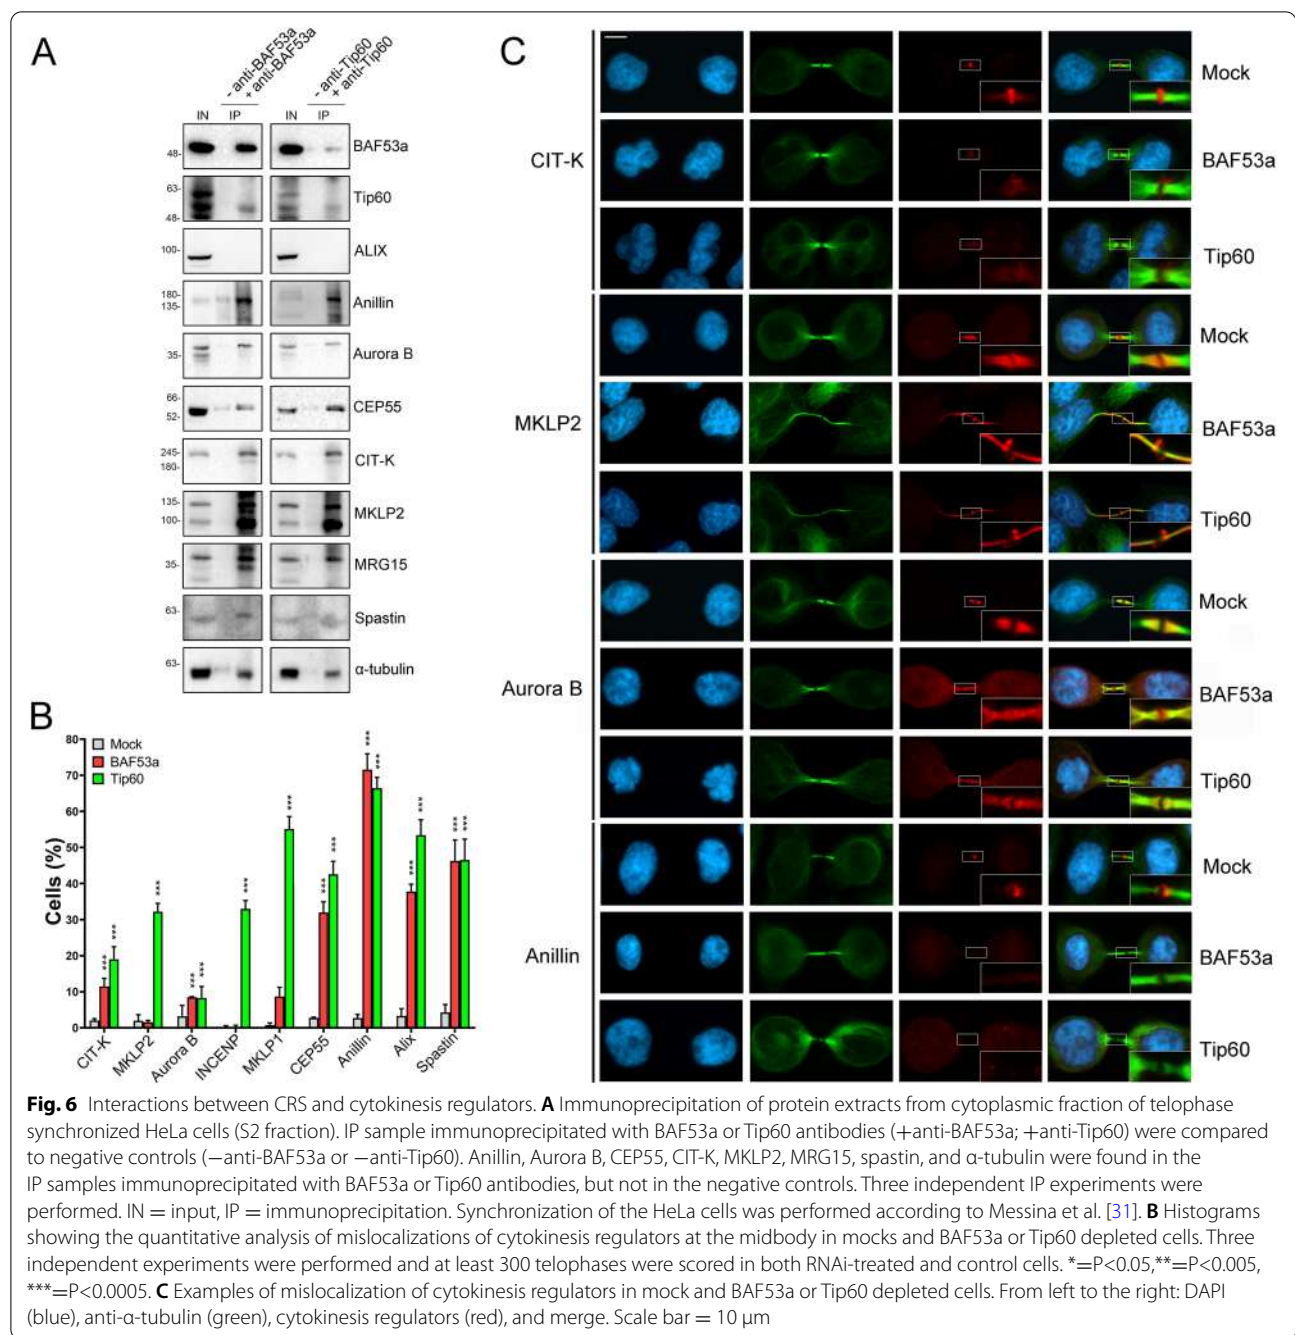 A
- anti-BAF53a
+ anti-BAF53a
- anti-Tip60
+ anti-Tip60
IN IP IN IP
48- BAF53a
63-
48- Tip60
100- ALIX
180-
135- Anillin
35- Aurora B
66-
52- CEP55
245-
180- CIT-K
135-
100- MKLP2
35- MRG15
63- Spastin
63- α-tubulin
B
Mock
BAF53a
Tip60
Cells (%)
80
70
60
50
40
30
20
10
0
*** *** *** *** *** *** *** *** *** *** *** *** *** *** ***
CIT-K MKLP2 Aurora B INCENP MKLP1 CEP55 Anillin Alix Spastin
C
CIT-K
Mock
BAF53a
Tip60
MKLP2
Mock
BAF53a
Tip60
Aurora B
Mock
BAF53a
Tip60
Anillin
Mock
BAF53a
Tip60
Fig. 6 Interactions between CRS and cytokinesis regulators. A Immunoprecipitation of protein extracts from cytoplasmic fraction of telophase
synchronized HeLa cells (S2 fraction). IP sample immunoprecipitated with BAF53a or Tip60 antibodies (+anti-BAF53a; +anti-Tip60) were compared
to negative controls (−anti-BAF53a or −anti-Tip60). Anillin, Aurora B, CEP55, CIT-K, MKLP2, MRG15, spastin, and α-tubulin were found in the
IP samples immunoprecipitated with BAF53a or Tip60 antibodies, but not in the negative controls. Three independent IP experiments were
performed. IN = input, IP = immunoprecipitation. Synchronization of the HeLa cells was performed according to Messina et al. [31]. B Histograms
showing the quantitative analysis of mislocalizations of cytokinesis regulators at the midbody in mocks and BAF53a or Tip60 depleted cells. Three
independent experiments were performed and at least 300 telophases were scored in both RNAi-treated and control cells. *=P<0.05,**=P<0.005,
***=P<0.0005. C Examples of mislocalization of cytokinesis regulators in mock and BAF53a or Tip60 depleted cells. From left to the right: DAPI
(blue), anti-α-tubulin (green), cytokinesis regulators (red), and merge. Scale bar = 10 μm